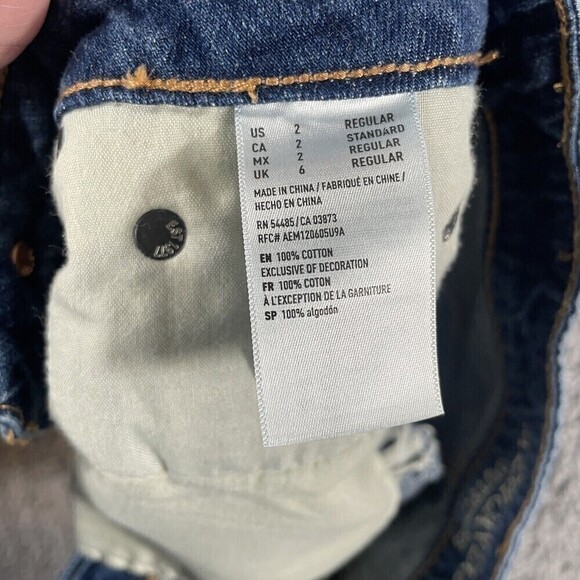 US 2 REGULAR
CA 2 STANDARD
MX 2 REGULAR
UK 6 REGULAR
MADE IN CHINA / FABRIQUÉ EN CHINE /
HECHO EN CHINA
RN 54485/CA 03873
RFC# AEM120605U9A
EN 100% COTTON
EXCLUSIVE OF DECORATION
FR 100% COTON
À L'EXCEPTION DE LA GARNITURE
SP 100% algodón